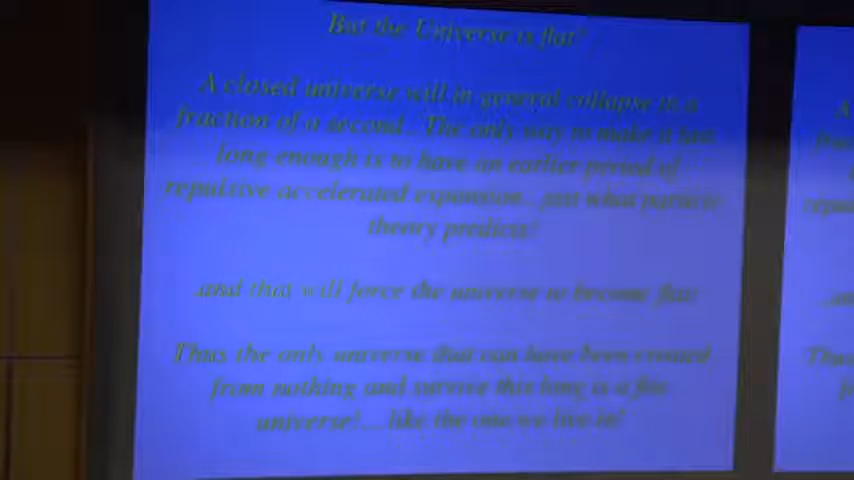 But the Universe is flat?
A closed universe will in general collapse in a
fraction of a second.. The only way to make it last
long enough is to have an earlier period of
repulsive accelerated expansion.. just what particle
theory predicts!
..and that will force the universe to become flat
Thus the only universe that can have been created
from nothing and survive this long is a flat
universe!... like the one we live in!